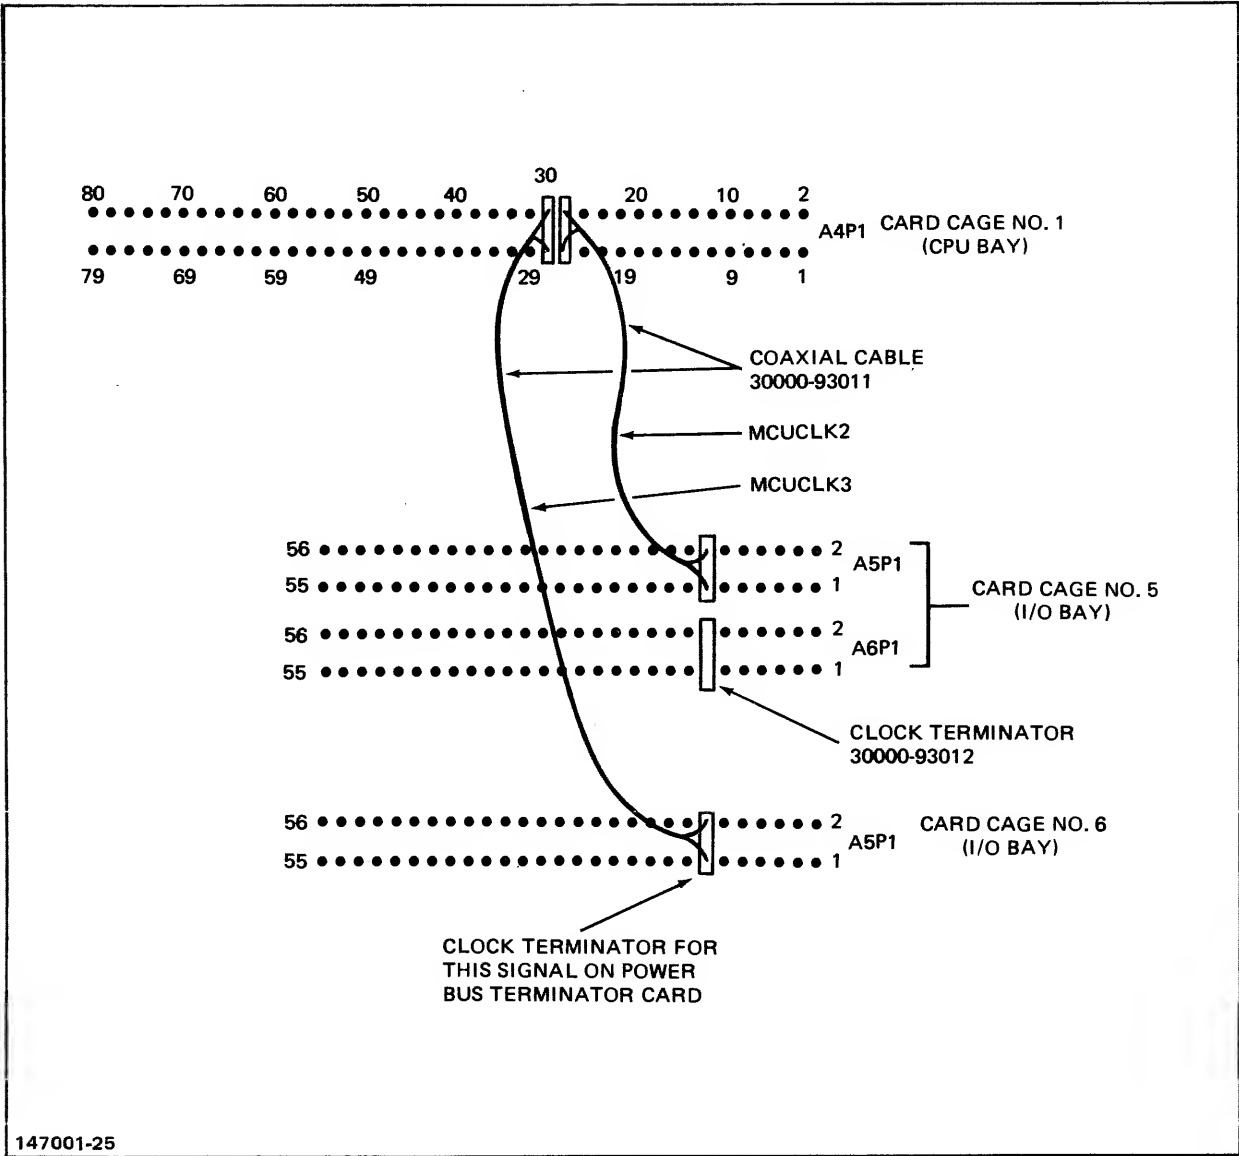 30
80 70 60 50 40 20 10 2
A4P1 CARD CAGE NO. 1
(CPU BAY)
79 69 59 49 29 19 9 1
COAXIAL CABLE
30000-93011
MCUCLK2
MCUCLK3
56 2
A5P1
55 1
CARD CAGE NO. 5
(I/O BAY)
56 2
A6P1
55 1
CLOCK TERMINATOR
30000-93012
56 2
A5P1
55 1
CARD CAGE NO. 6
(I/O BAY)
CLOCK TERMINATOR FOR
THIS SIGNAL ON POWER
BUS TERMINATOR CARD
147001-25